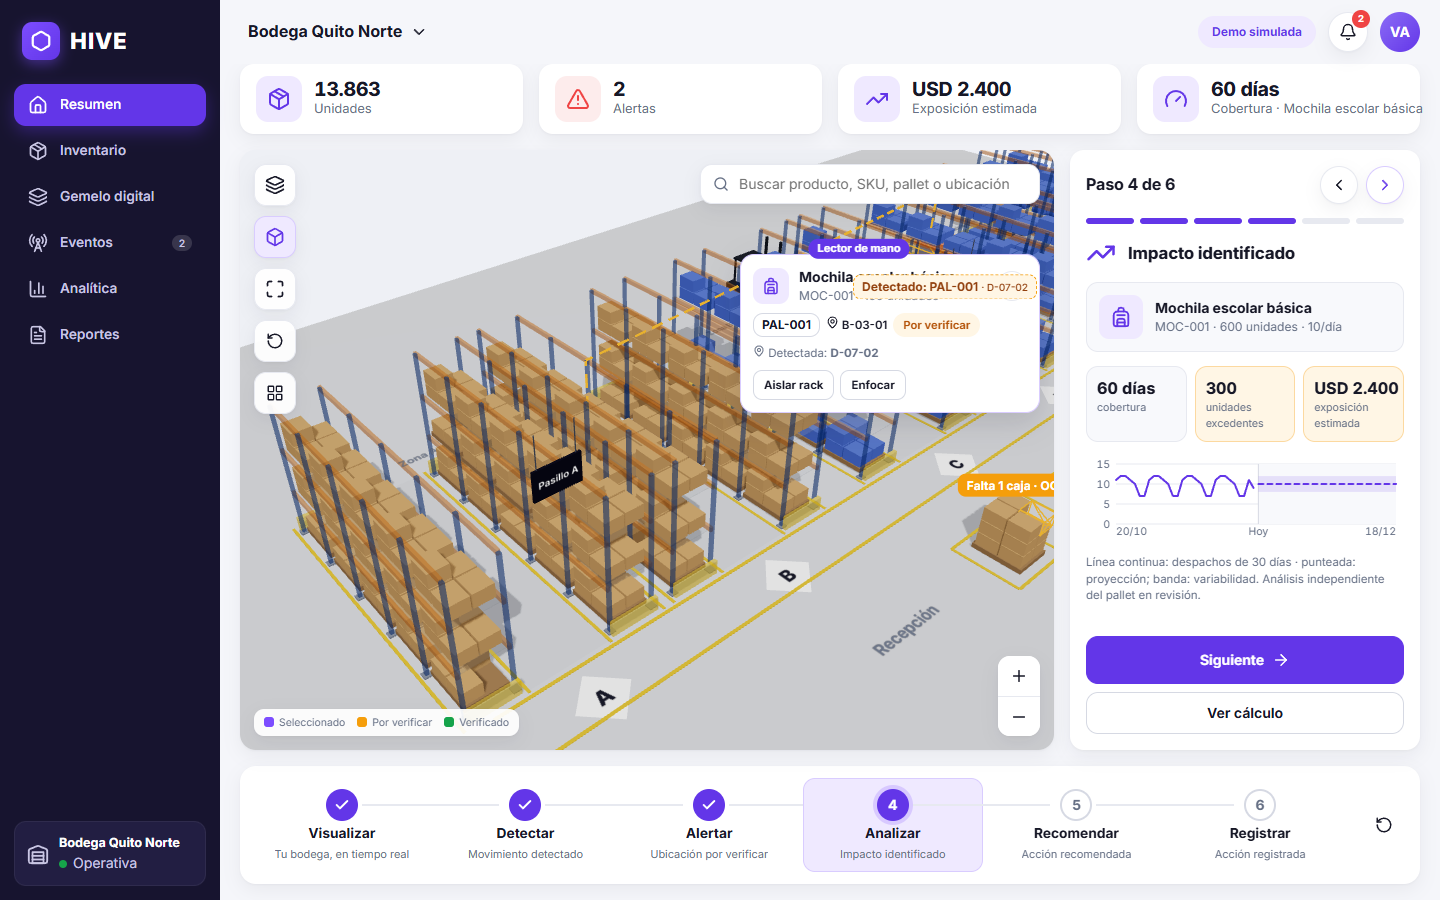 HIVE
Resumen
Inventario
Gemelo digital
Eventos
2
Analítica
Reportes
Bodega Quito Norte
Operativa
Bodega Quito Norte
Demo simulada
2
VA
13.863
Unidades
2
Alertas
USD 2.400
Exposición estimada
60 días
Cobertura · Mochila escolar básica
Buscar producto, SKU, pallet o ubicación
Lector de mano
Mochila
MOC-001
Detectado: PAL-001 · D-07-02
PAL-001
B-03-01
Por verificar
Detectada: D-07-02
Aislar rack
Enfocar
Zona
Pasillo A
C
Falta 1 caja · OC
B
Recepción
A
Seleccionado
Por verificar
Verificado
Paso 4 de 6
Impacto identificado
Mochila escolar básica
MOC-001 · 600 unidades · 10/día
60 días
cobertura
300
unidades
excedentes
USD 2.400
exposición
estimada
15
10
5
0
20/10
Hoy
18/12
Línea continua: despachos de 30 días · punteada:
proyección; banda: variabilidad. Análisis independiente
del pallet en revisión.
Siguiente
Ver cálculo
Visualizar
Tu bodega, en tiempo real
Detectar
Movimiento detectado
Alertar
Ubicación por verificar
4
Analizar
Impacto identificado
5
Recomendar
Acción recomendada
6
Registrar
Acción registrada